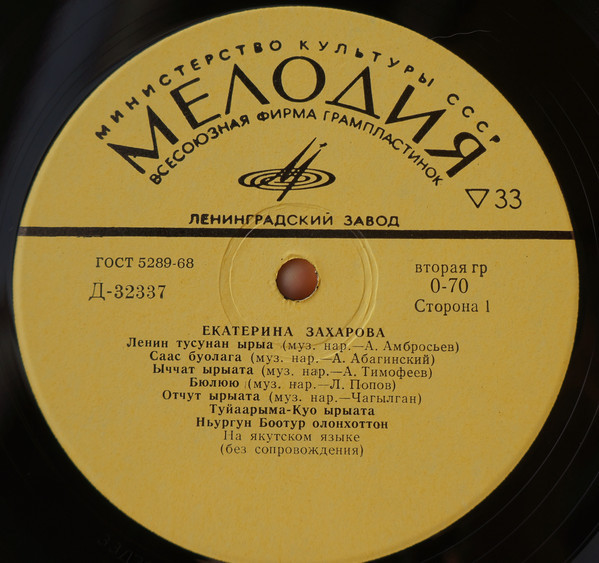 МИНИСТЕРСТВО КУЛЬТУРЫ СССР
МЕЛОДИЯ
ВСЕСОЮЗНАЯ ФИРМА ГРАМПЛАСТИНОК
▽ 33
ЛЕНИНГРАДСКИЙ ЗАВОД
ГОСТ 5289-68
вторая гр
Д-32337
0-70
Сторона 1
ЕКАТЕРИНА ЗАХАРОВА
Ленин тусунан ырыа (муз. нар.—А. Амбросьев)
Саас буолага (муз. нар.—А. Абагинский)
Ыччат ырыата (муз. нар.—А. Тимофеев)
Бюлюю (муз. нар.—Л. Попов)
Отчут ырыата (муз. нар.—Чагылган)
Туйаарыма-Куо ырыата
Ньургун Боотур олонхоттон
На якутском языке
(без сопровождения)